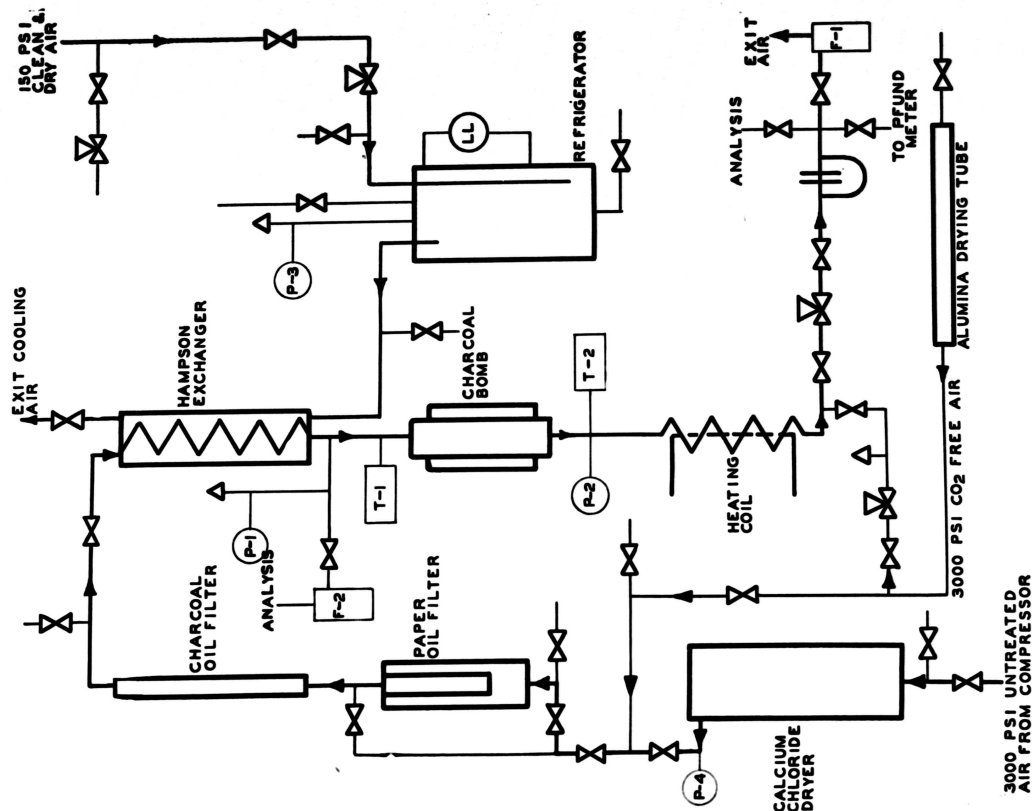 150 PSI
CLEAN &
DRY AIR
EXIT COOLING
AIR
HAMPSON
EXCHANGER
P-3
LL
REFRIGERATOR
EXIT
AIR
F-1
ANALYSIS
TO PFUND
METER
CHARCOAL
BOMB
T-1
T-2
P-2
P-1
ANALYSIS
F-2
HEATING
COIL
ALUMINA DRYING TUBE
3000 PSI CO₂ FREE AIR
CHARCOAL
OIL FILTER
PAPER
OIL FILTER
P-4
CALCIUM
CHLORIDE
DRYER
3000 PSI UNTREATED
AIR FROM COMPRESSOR